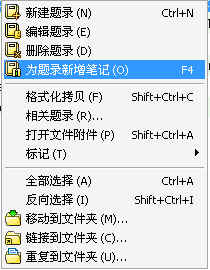 新建题录 (N) Ctrl+N
编辑题录 (E)
删除题录 (D)
为题录新增笔记 (O) F4
格式化拷贝 (F) Shift+Ctrl+C
相关题录 (R)...
打开文件附件 (P) Shift+Ctrl+A
标记 (T)
全部选择 (A) Ctrl+A
反向选择 (I) Shift+Ctrl+I
移动到文件夹 (M)...
链接到文件夹 (C)...
重复到文件夹 (U)...